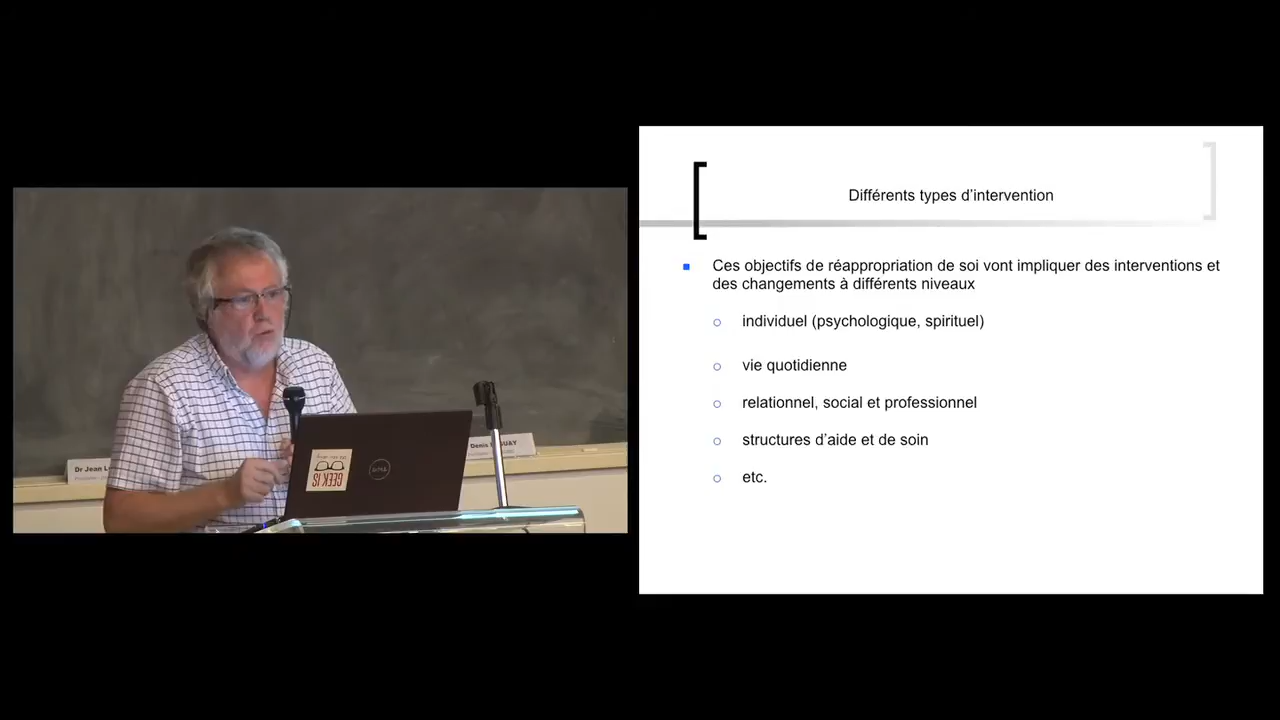 Dr Jean
Denis
GEEK IS
DELL
Différents types d’intervention
Ces objectifs de réappropriation de soi vont impliquer des interventions et
des changements à différents niveaux
individuel (psychologique, spirituel)
vie quotidienne
relationnel, social et professionnel
structures d’aide et de soin
etc.